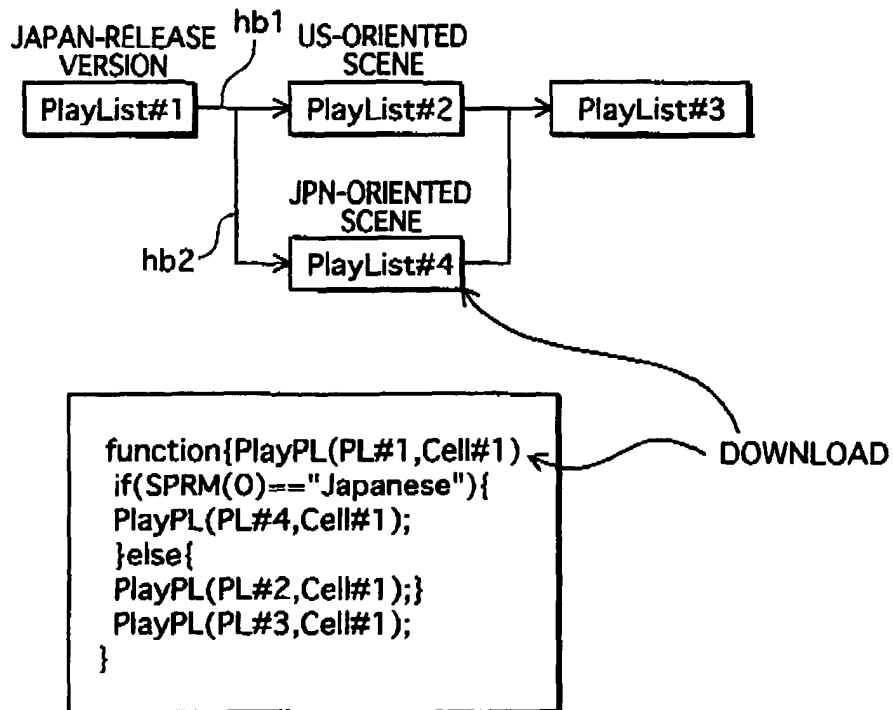 JAPAN-RELEASE
VERSION
hb1
US-ORIENTED
SCENE
PlayList#1
PlayList#2
PlayList#3
JPN-ORIENTED
SCENE
hb2
PlayList#4
function{PlayPL(PL#1,Cell#1)
if(SPRM(0)=="Japanese"){
PlayPL(PL#4,Cell#1);
}else{
PlayPL(PL#2,Cell#1);}
PlayPL(PL#3,Cell#1);
}
DOWNLOAD